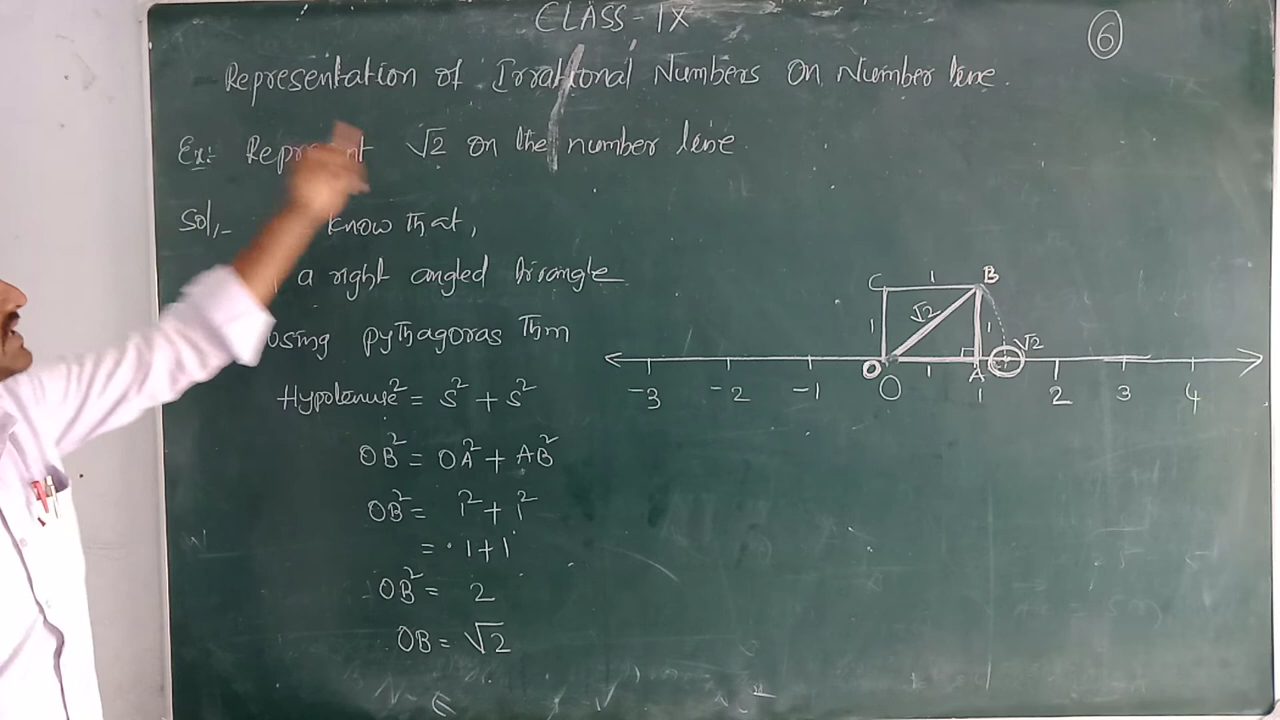 CLASS - IX
6
Representation of Irrational Numbers On Number line.
Ex:- Represent √2 on the number line.
Sol,- know that,
a right angled triangle
using pythagoras Thm
Hypotenuse² = S² + S²
OB² = OA² + AB²
OB² = 1² + 1²
= 1+1
OB² = 2
OB = √2
C 1 B
1 √2 1 √2
O 1 A
-3 -2 -1 0 1 2 3 4